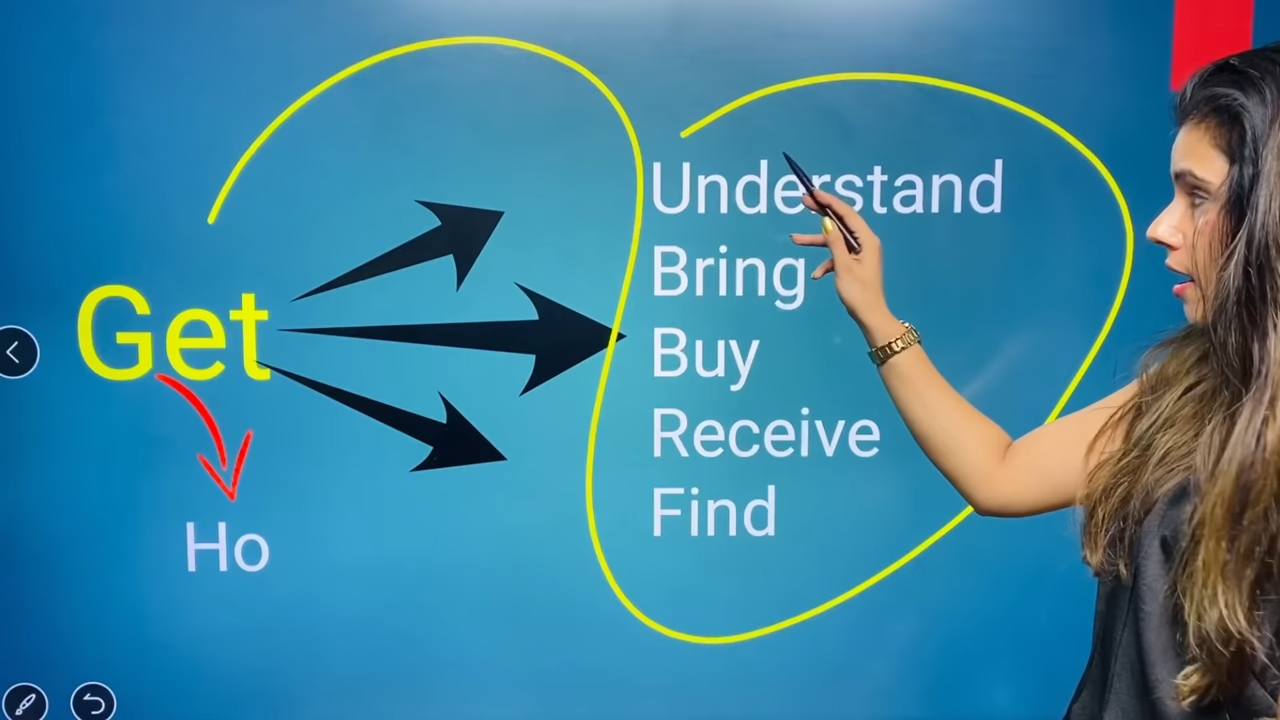 Get
Ho
Understand
Bring
Buy
Receive
Find